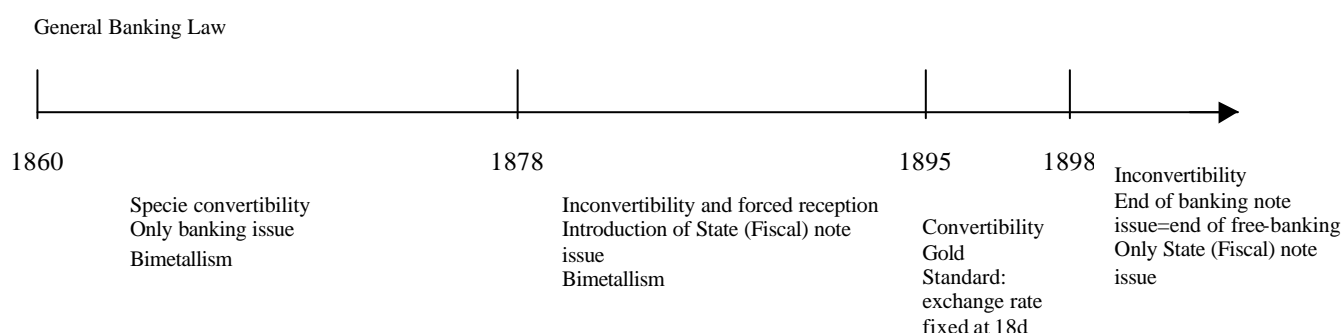 General Banking Law
1860
1878
1895
1898
Specie convertibility
Only banking issue
Bimetallism
Inconvertibility and forced reception
Introduction of State (Fiscal) note
issue
Bimetallism
Convertibility
Gold
Standard:
exchange rate
fixed at 18d
Inconvertibility
End of banking note
issue=end of free-banking
Only State (Fiscal) note
issue